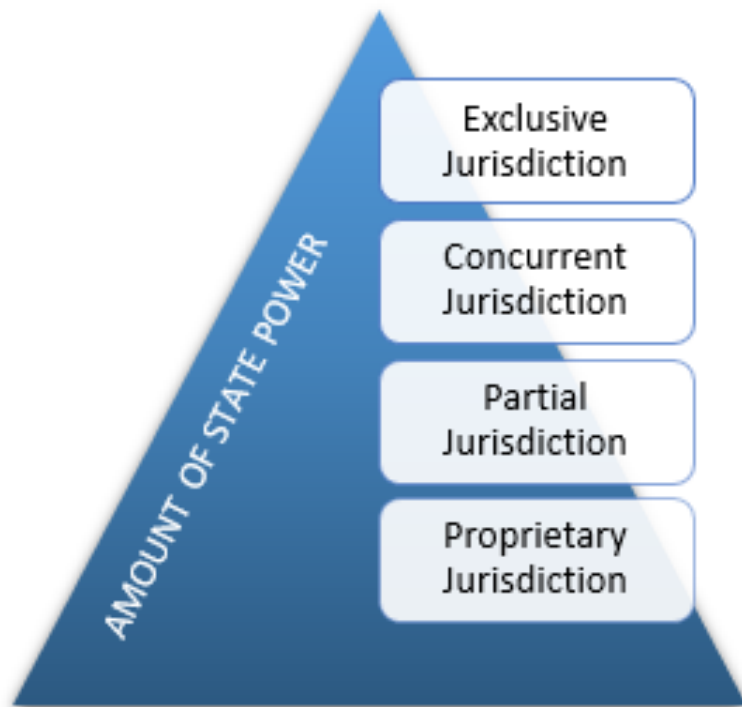 Exclusive
Jurisdiction
Concurrent
Jurisdiction
Partial
Jurisdiction
Proprietary
Jurisdiction
AMOUNT OF STATE POWER